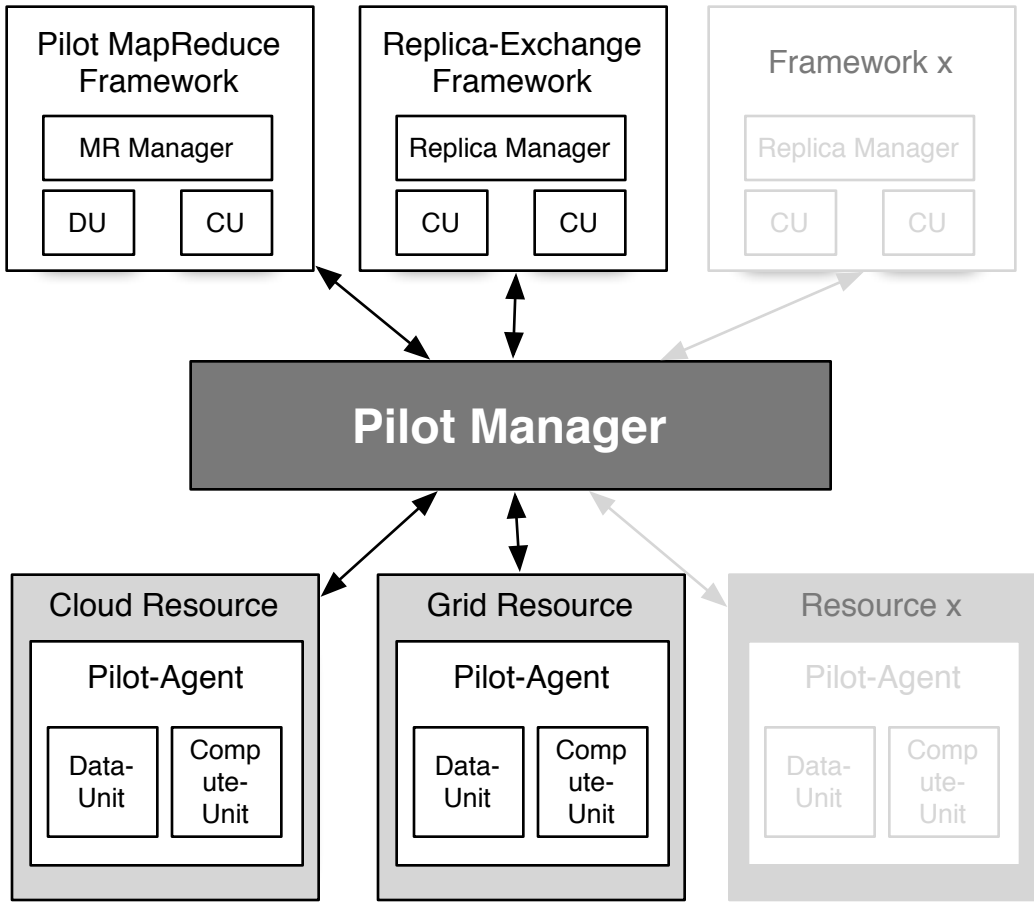 Pilot MapReduce
Framework
MR Manager
DU
CU
Replica-Exchange
Framework
Replica Manager
CU
CU
Framework x
Replica Manager
CU
CU
Pilot Manager
Cloud Resource
Pilot-Agent
Data-
Unit
Comp
ute-
Unit
Grid Resource
Pilot-Agent
Data-
Unit
Comp
ute-
Unit
Resource x
Pilot-Agent
Data-
Unit
Comp
ute-
Unit